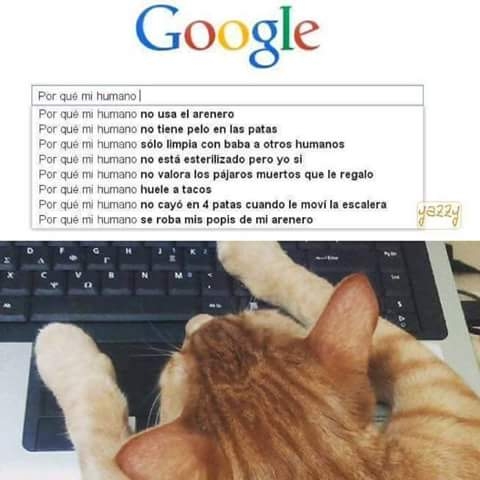 Google
Por qué mi humano
Por qué mi humano no usa el arenero
Por qué mi humano no tiene pelo en las patas
Por qué mi humano sólo limpia con baba a otros humanos
Por qué mi humano no está esterilizado pero yo si
Por qué mi humano no valora los pájaros muertos que le regalo
Por qué mi humano huele a tacos
Por qué mi humano no cayó en 4 patas cuando le moví la escalera
Por qué mi humano se roba mis popis de mi arenero
yazzy
D F G H J K
X C V B N M